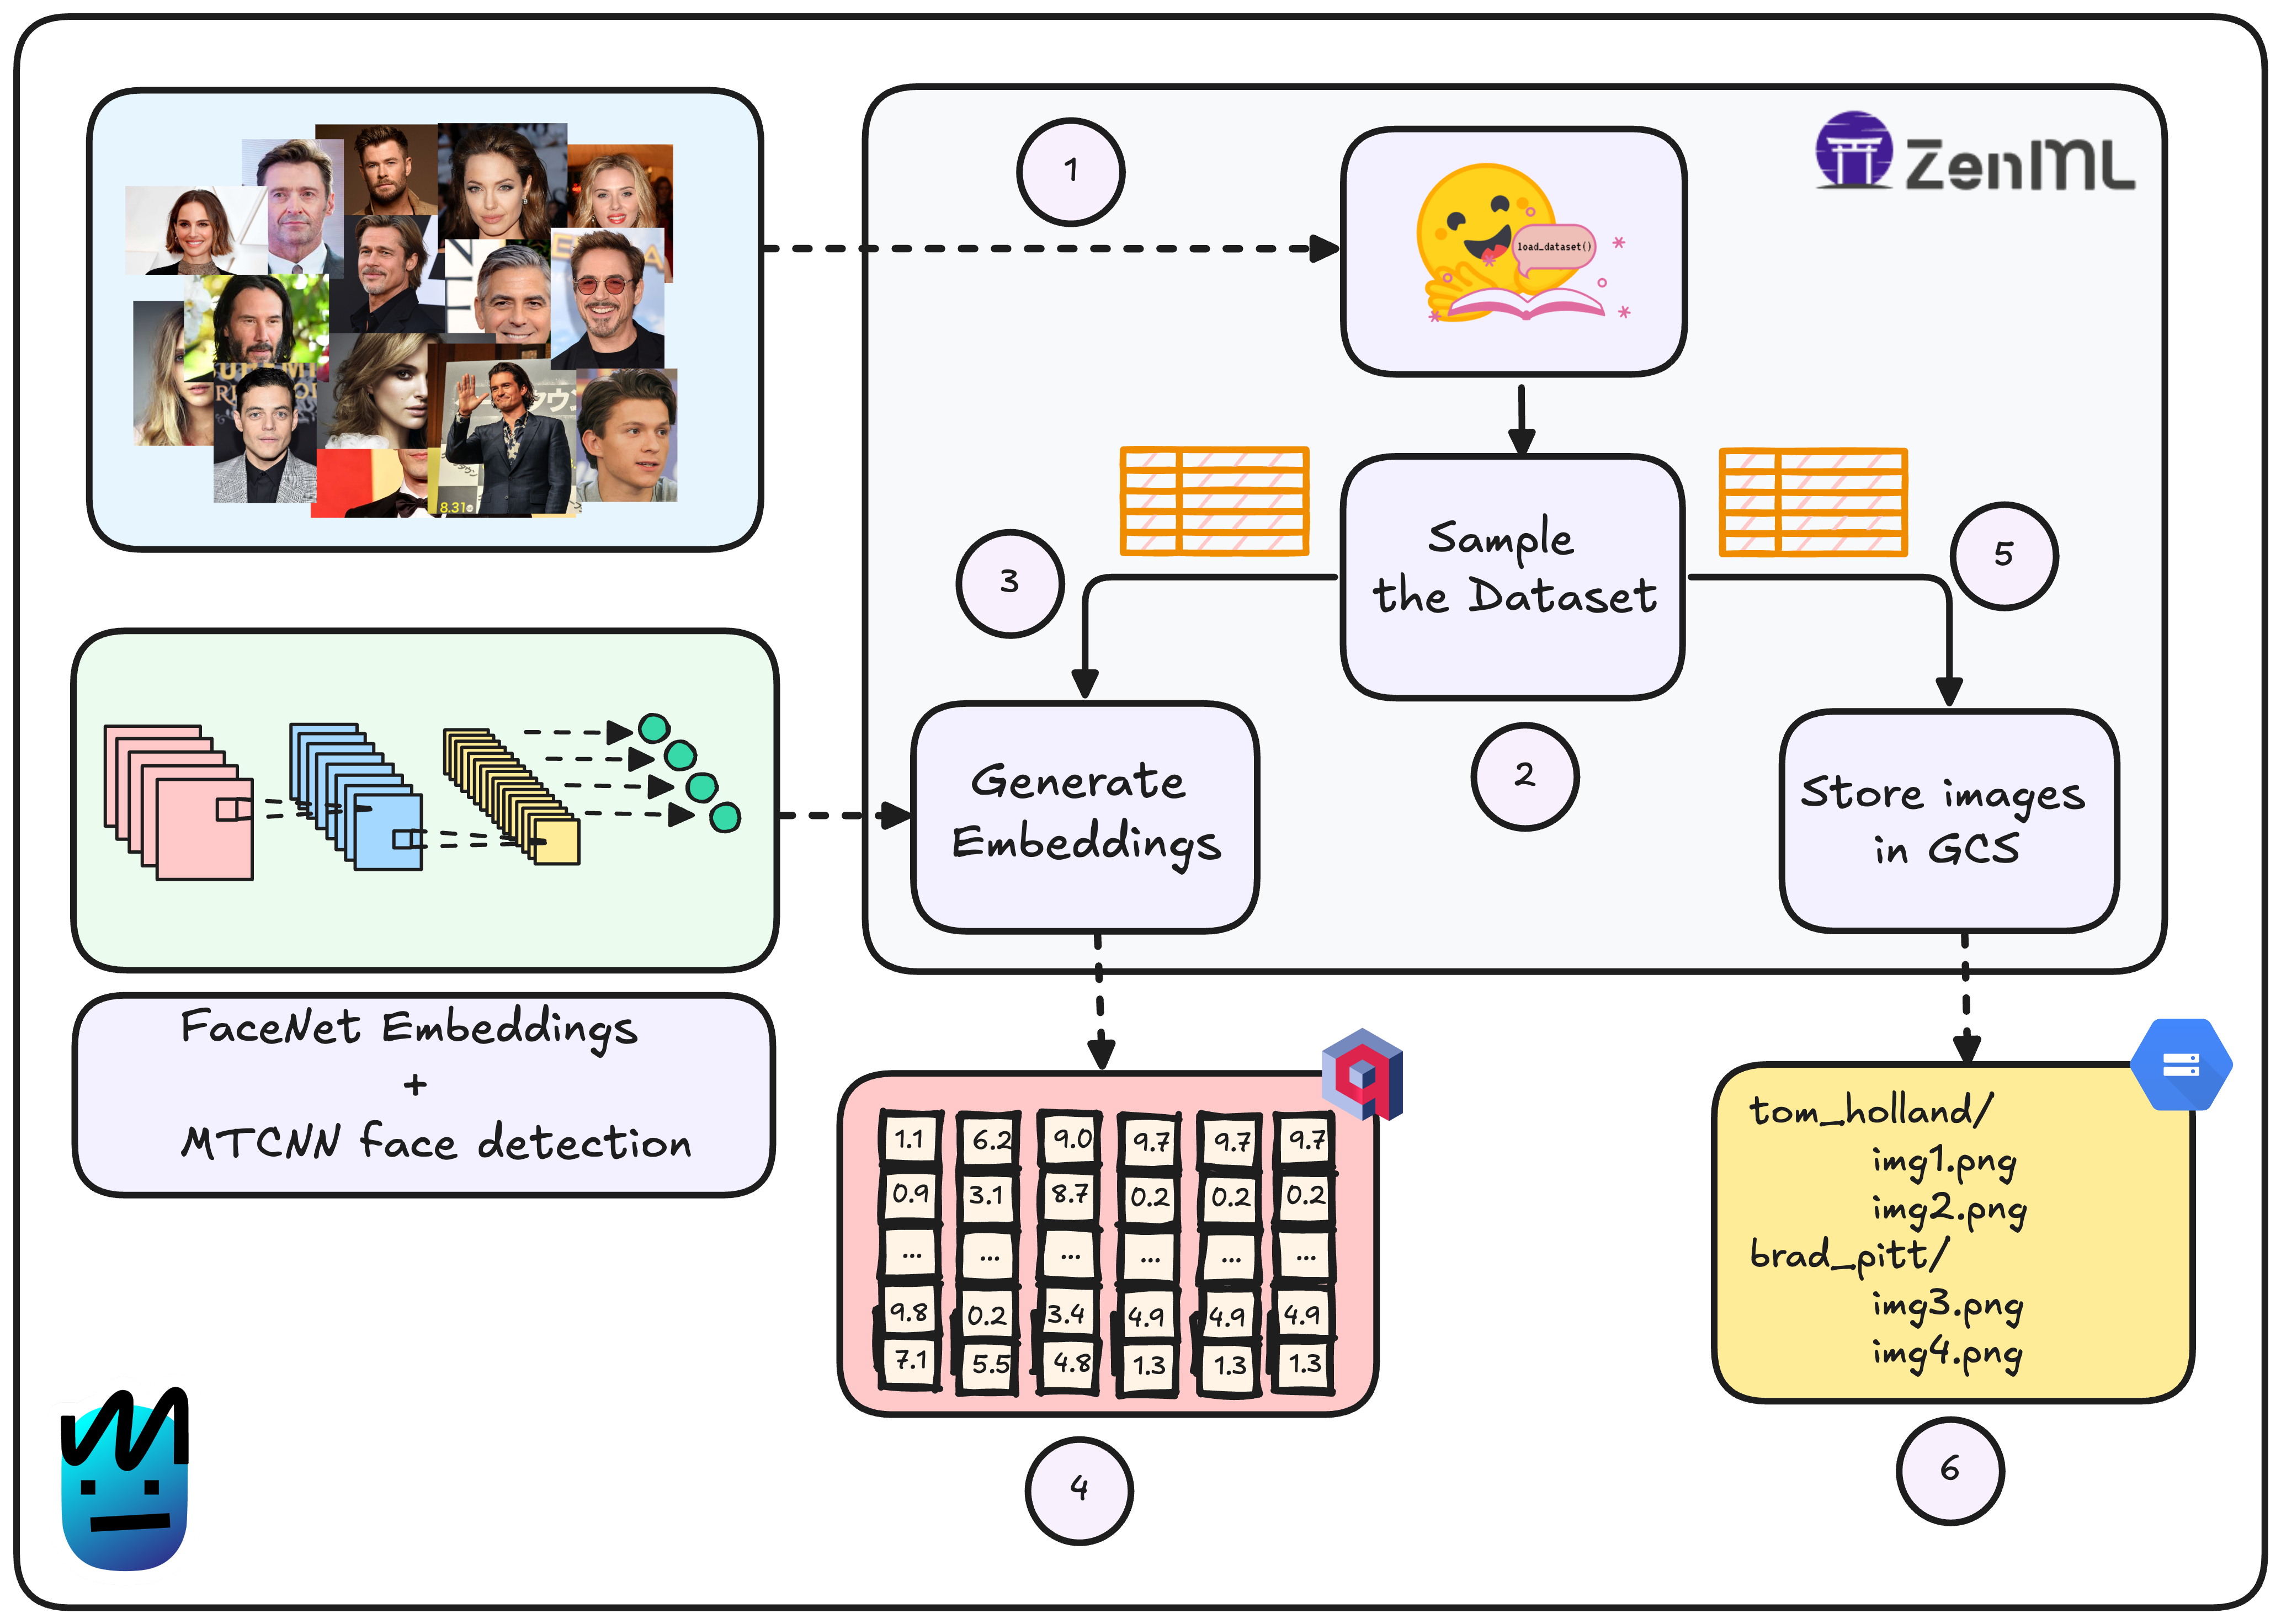 1
ZenML
load_dataset()
Sample
the Dataset
3
5
2
Generate
Embeddings
Store images
in GCS
8.31
FaceNet Embeddings
+
MTCNN face detection
1.1 6.2 9.0 9.7 9.7 9.7
0.9 3.1 8.7 0.2 0.2 0.2
... ... ... ... ... ...
9.8 0.2 3.4 4.9 4.9 4.9
7.1 5.5 4.8 1.3 1.3 1.3
4
tom_holland/
img1.png
img2.png
brad_pitt/
img3.png
img4.png
6